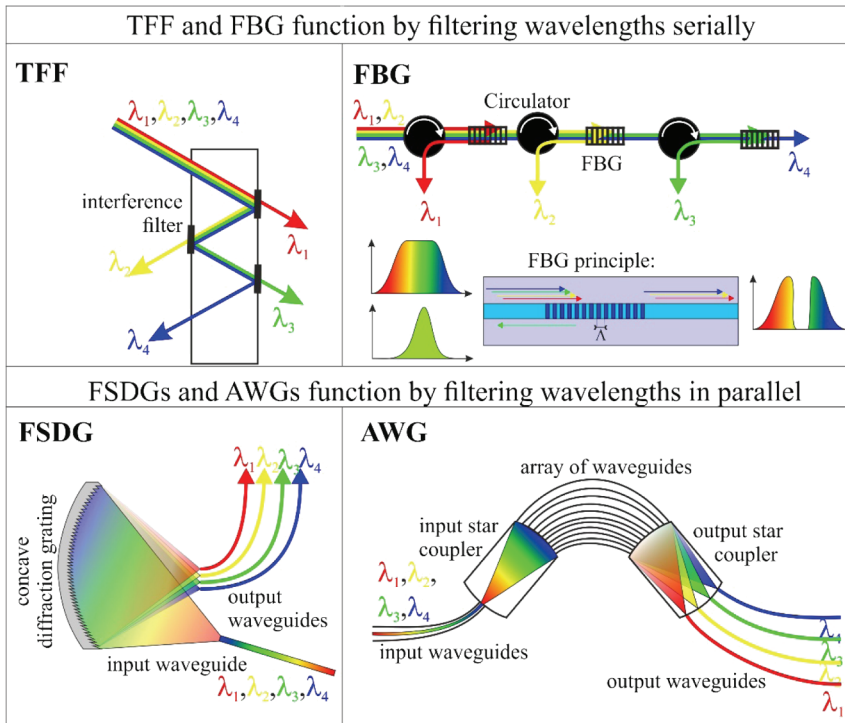 TFF and FBG function by filtering wavelengths serially
TFF
λ1,λ2,λ3,λ4
interference
filter
λ1
λ2
λ3
λ4
FBG
Circulator
λ1,λ2
λ3,λ4
FBG
λ4
λ1
λ2
λ3
FBG principle:
Λ
FSDGs and AWGs function by filtering wavelengths in parallel
FSDG
λ1 λ2 λ3 λ4
concave
diffraction grating
output
waveguides
input waveguide
λ1,λ2,λ3,λ4
AWG
array of waveguides
input star
coupler
output star
coupler
λ1,λ2,
λ3,λ4
input waveguides
λ4
λ3
λ2
output waveguides
λ1